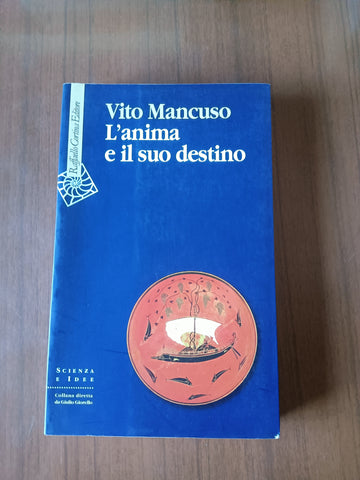 Raffaello Cortina Editore
Vito Mancuso
L'anima
e il suo destino
SCIENZA
E IDEE
Collana diretta
da Giulio Giorello